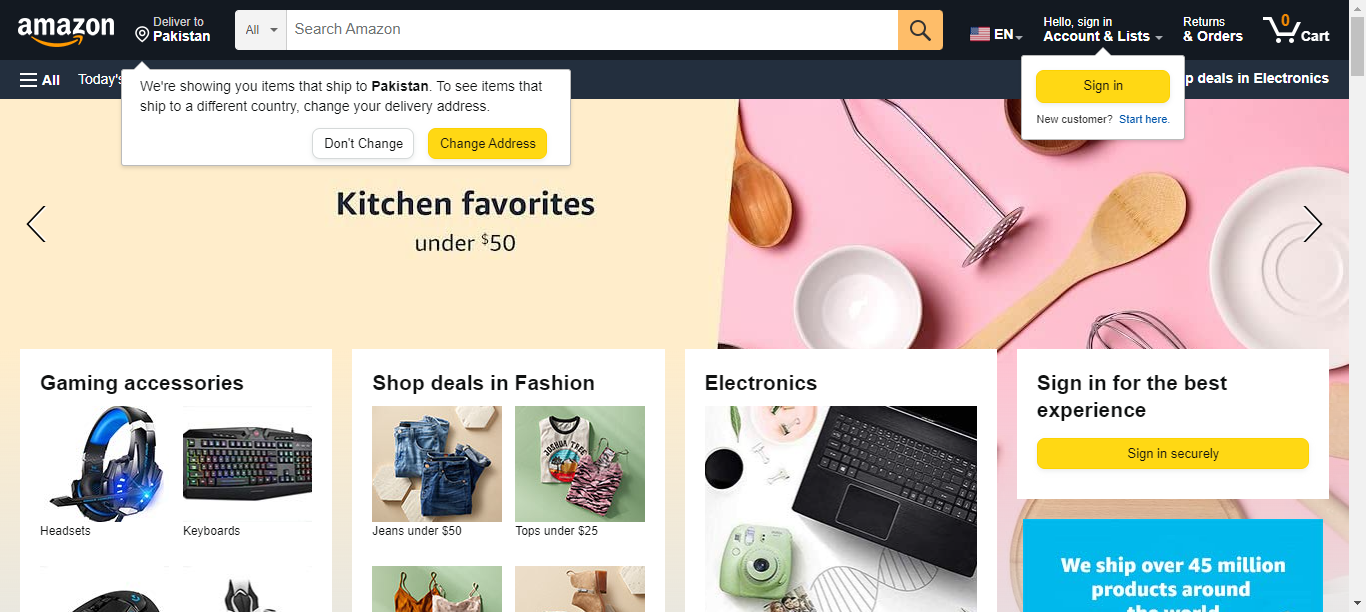 amazon
Deliver to
Pakistan
All
Search Amazon
EN
Hello, sign in
Account & Lists
Returns
& Orders
0
Cart
All
Today's
p deals in Electronics
We're showing you items that ship to Pakistan. To see items that
ship to a different country, change your delivery address.
Don't Change
Change Address
Sign in
New customer? Start here.
Kitchen favorites
under $50
Gaming accessories
Headsets
Keyboards
Shop deals in Fashion
JOSHUA TREE
Jeans under $50
Tops under $25
Electronics
Sign in for the best
experience
Sign in securely
We ship over 45 million
products around
the world